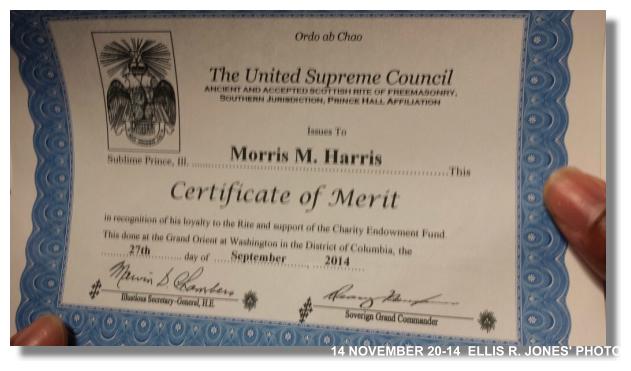 Ordo ab Chao
The United Supreme Council
ANCIENT AND ACCEPTED SCOTTISH RITE OF FREEMASONRY,
SOUTHERN JURISDICTION, PRINCE HALL AFFILIATION
Issues To
Sublime Prince, Ill. Morris M. Harris This
Certificate of Merit
in recognition of his loyalty to the Rite and support of the Charity Endowment Fund.
This done at the Grand Orient at Washington in the District of Columbia, the
27th day of September, 2014
Illustious Secretary-General, H.E.
Soverign Grand Commander
14 NOVEMBER 20-14 ELLIS R. JONES' PHOTO